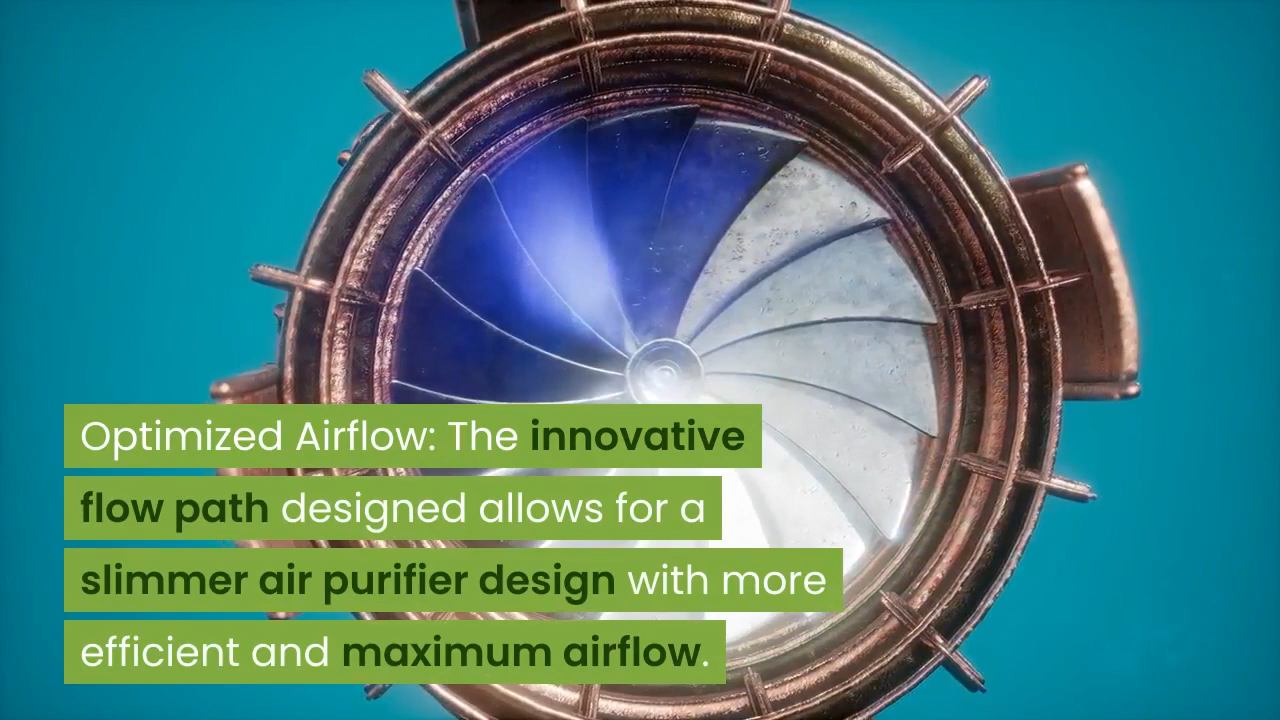 Optimized Airflow: The innovative
flow path designed allows for a
slimmer air purifier design with more
efficient and maximum airflow.